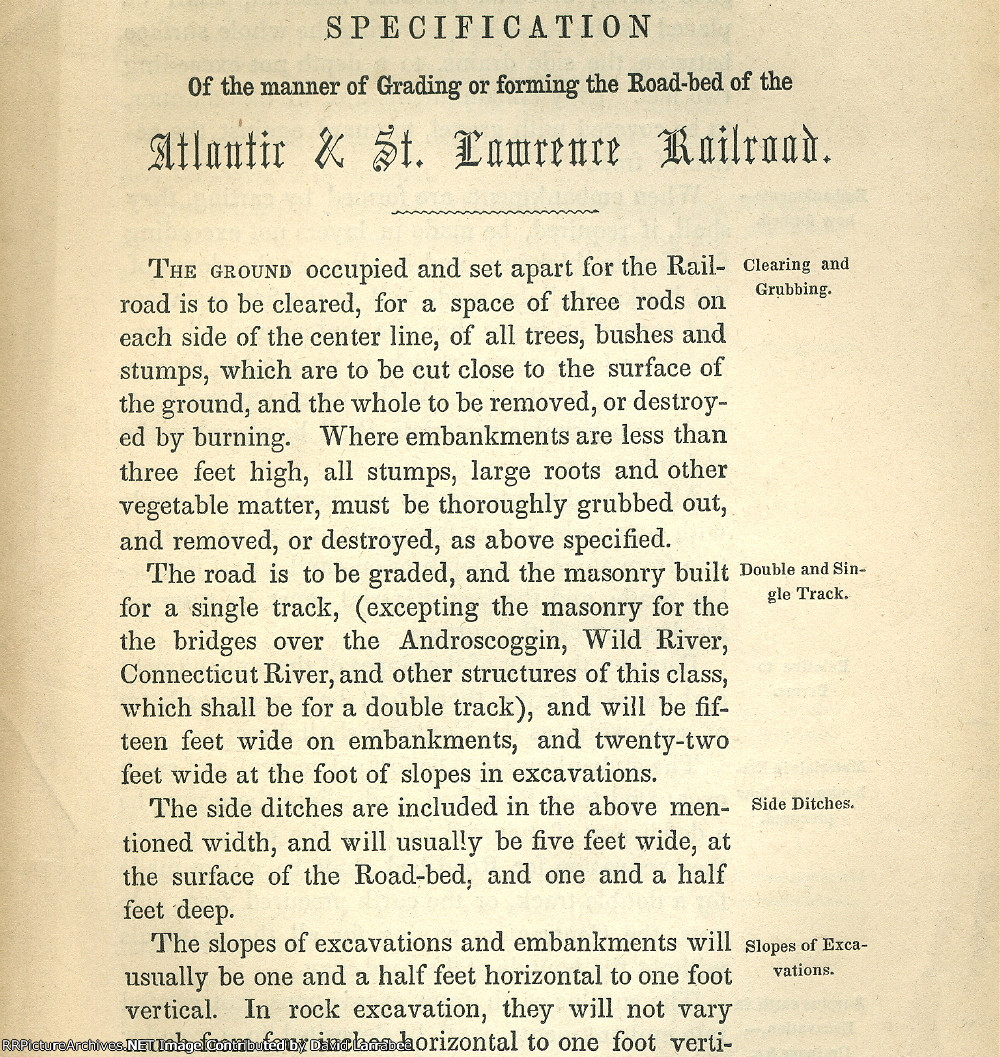 SPECIFICATION
Of the manner of Grading or forming the Road-bed of the
Atlantic & St. Lawrence Railroad.
THE GROUND occupied and set apart for the Rail-
Clearing and
Grubbing.
road is to be cleared, for a space of three rods on
each side of the center line, of all trees, bushes and
stumps, which are to be cut close to the surface of
the ground, and the whole to be removed, or destroy-
ed by burning. Where embankments are less than
three feet high, all stumps, large roots and other
vegetable matter, must be thoroughly grubbed out,
and removed, or destroyed, as above specified.
The road is to be graded, and the masonry built
Double and Sin-
gle Track.
for a single track, (excepting the masonry for the
the bridges over the Androscoggin, Wild River,
Connecticut River, and other structures of this class,
which shall be for a double track), and will be fif-
teen feet wide on embankments, and twenty-two
feet wide at the foot of slopes in excavations.
The side ditches are included in the above men-
Side Ditches.
tioned width, and will usually be five feet wide, at
the surface of the Road-bed, and one and a half
feet deep.
The slopes of excavations and embankments will
Slopes of Exca-
vations.
usually be one and a half feet horizontal to one foot
vertical. In rock excavation, they will not vary
much from four inches horizontal to one foot verti-
RRPictureArchives.NET Image Contributed by David Larrabee